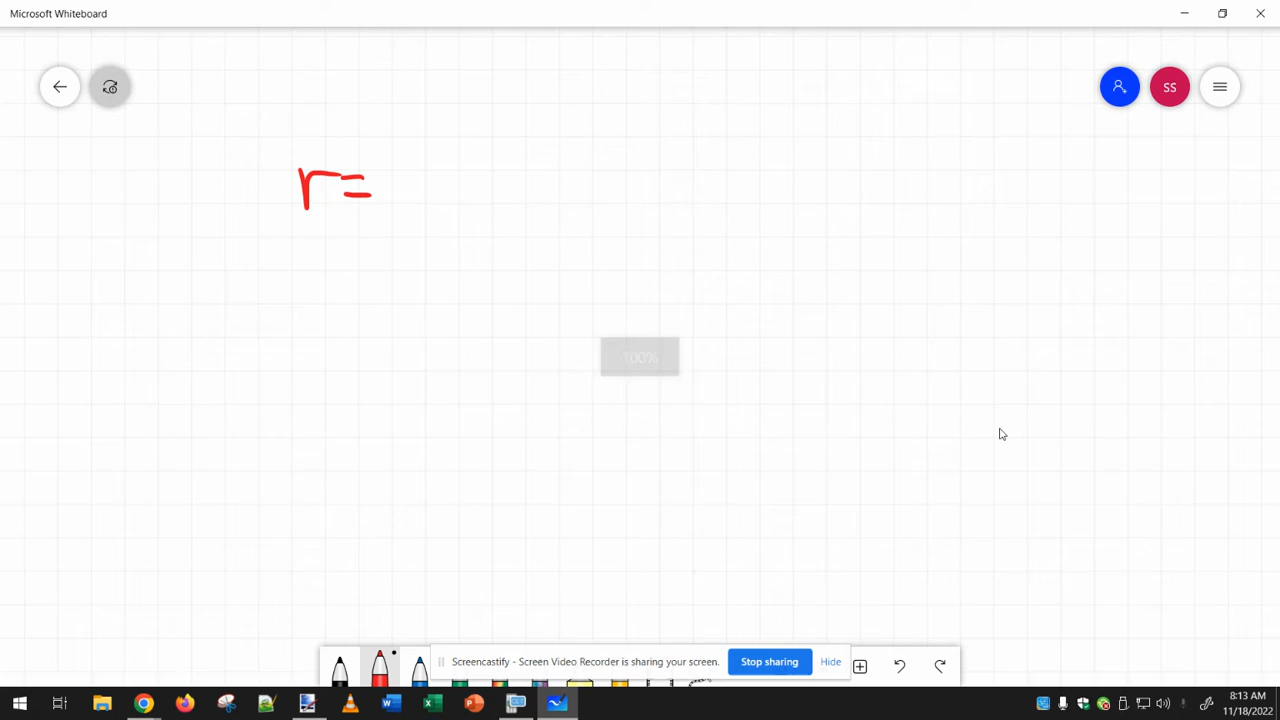 Microsoft Whiteboard
SS
r=
100%
Screencastify - Screen Video Recorder is sharing your screen.
Stop sharing
Hide
8:13 AM
11/18/2022